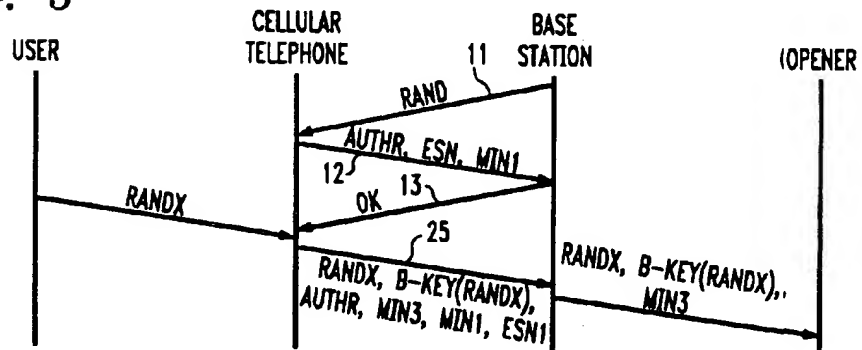 USER
CELLULAR
TELEPHONE
BASE
STATION
(OPENER
11
RAND
AUTHR, ESN, MIN1
12
13
OK
RANDX
25
RANDX, B-KEY(RANDX),
AUTHR, MIN3, MIN1, ESN1
RANDX, B-KEY(RANDX),
MIN3